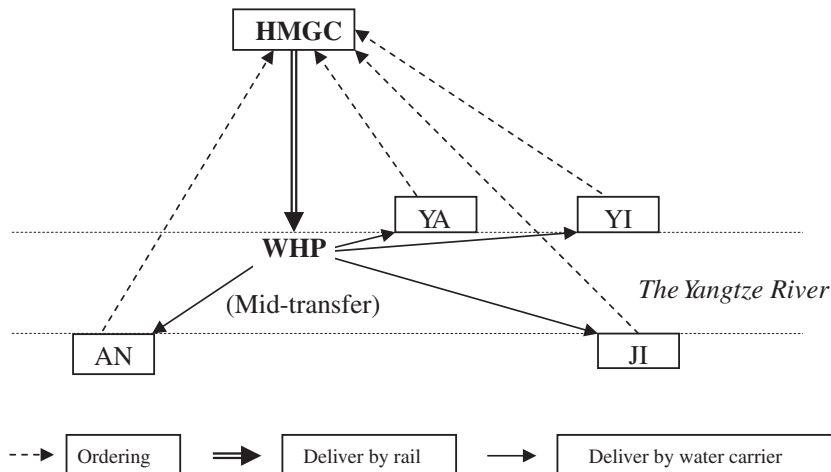 HMGC
YA
YI
WHP
The Yangtze River
(Mid-transfer)
AN
JI
Ordering
Deliver by rail
Deliver by water carrier